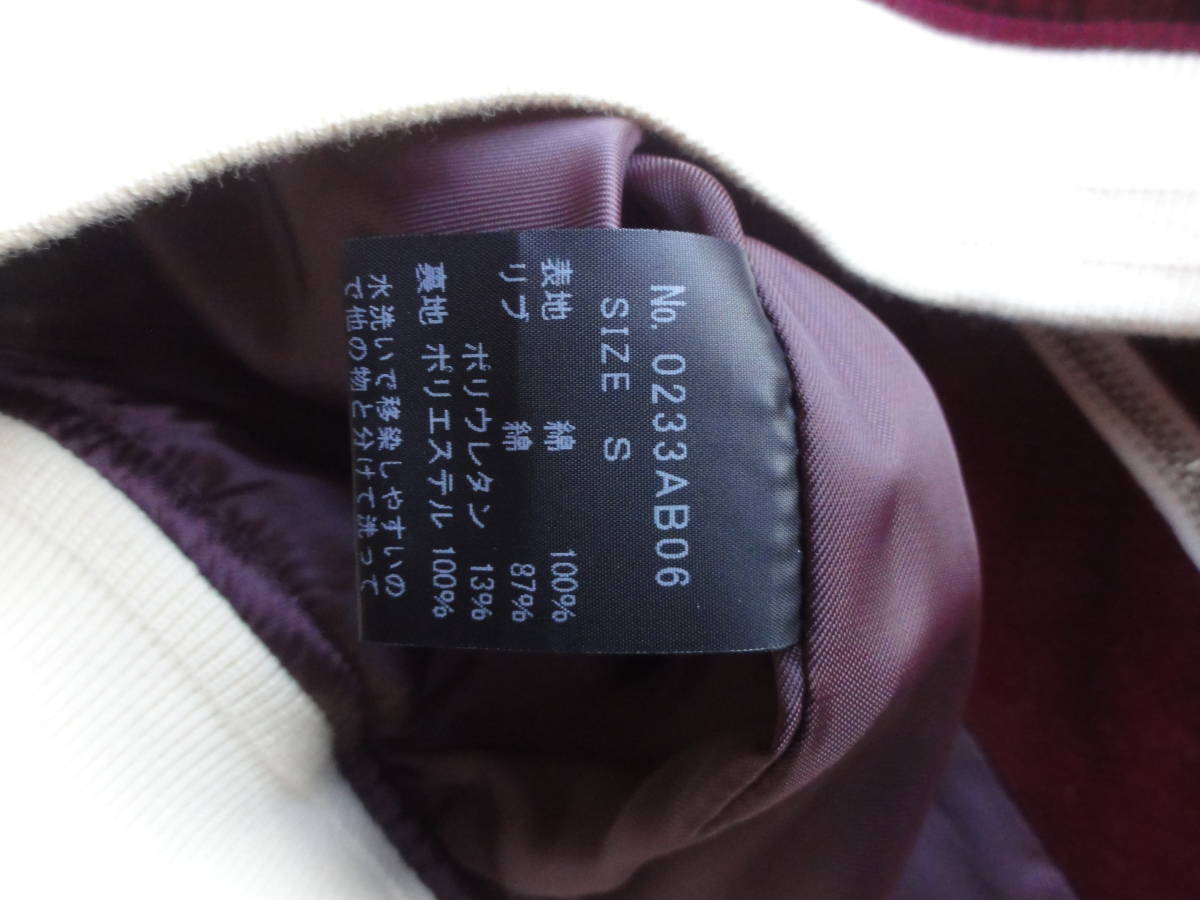 No. 0233AB06
SIZE S
表地 綿 100%
リブ 綿 87%
ポリウレタン 13%
裏地 ポリエステル 100%
水洗いで移染しやすいの
で他の物と分けて洗って